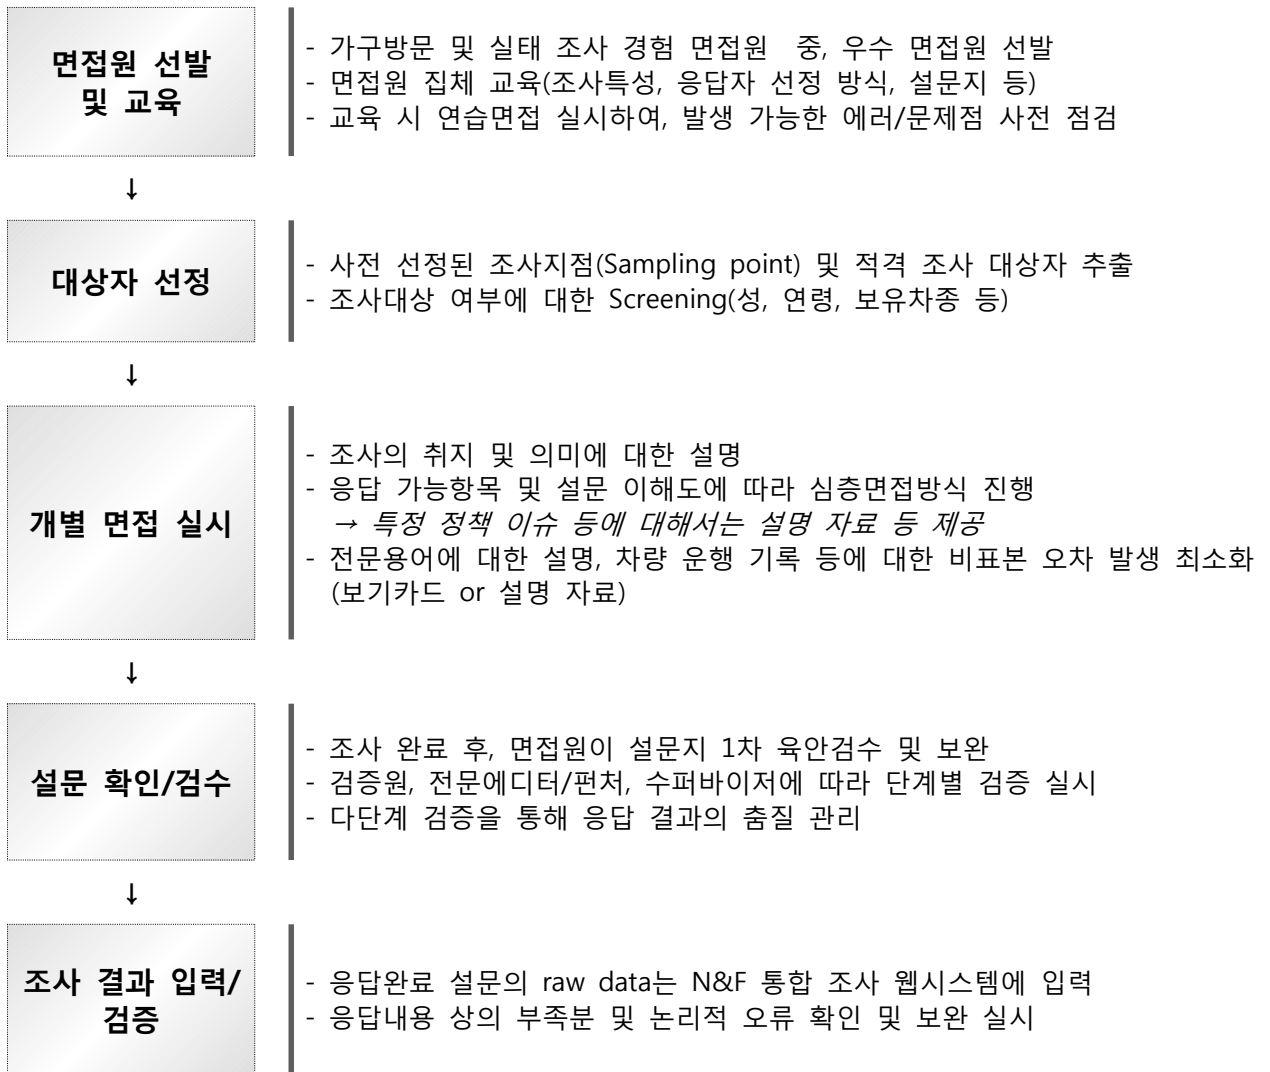 면접원 선발
및 교육
- 가구방문 및 실태 조사 경험 면접원 중, 우수 면접원 선발
- 면접원 집체 교육(조사특성, 응답자 선정 방식, 설문지 등)
- 교육 시 연습면접 실시하여, 발생 가능한 에러/문제점 사전 점검
↓
대상자 선정
- 사전 선정된 조사지점(Sampling point) 및 적격 조사 대상자 추출
- 조사대상 여부에 대한 Screening(성, 연령, 보유차종 등)
↓
개별 면접 실시
- 조사의 취지 및 의미에 대한 설명
- 응답 가능항목 및 설문 이해도에 따라 심층면접방식 진행
→ 특정 정책 이슈 등에 대해서는 설명 자료 등 제공
- 전문용어에 대한 설명, 차량 운행 기록 등에 대한 비표본 오차 발생 최소화
(보기카드 or 설명 자료)
↓
설문 확인/검수
- 조사 완료 후, 면접원이 설문지 1차 육안검수 및 보완
- 검증원, 전문에디터/펀처, 수퍼바이저에 따라 단계별 검증 실시
- 다단계 검증을 통해 응답 결과의 춤질 관리
↓
조사 결과 입력/
검증
- 응답완료 설문의 raw data는 N&F 통합 조사 웹시스템에 입력
- 응답내용 상의 부족분 및 논리적 오류 확인 및 보완 실시